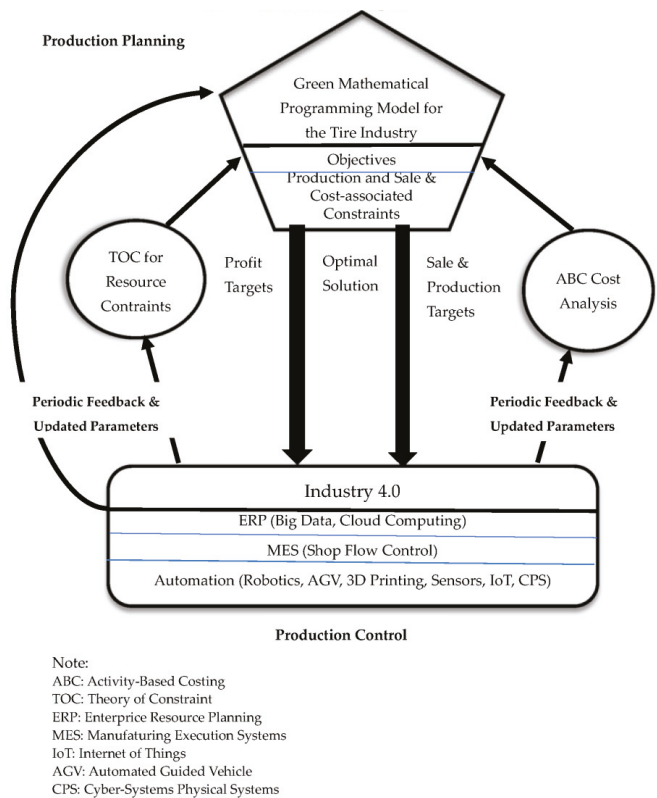 Production Planning
Green Mathematical
Programming Model for
the Tire Industry
Objectives
Production and Sale &
Cost-associated
Constraints
TOC for
Resource
Contraints
Profit
Targets
Optimal
Solution
Sale &
Production
Targets
ABC Cost
Analysis
Periodic Feedback &
Updated Parameters
Periodic Feedback &
Updated Parameters
Industry 4.0
ERP (Big Data, Cloud Computing)
MES (Shop Flow Control)
Automation (Robotics, AGV, 3D Printing, Sensors, IoT, CPS)
Production Control
Note:
ABC: Activity-Based Costing
TOC: Theory of Constraint
ERP: Enterprice Resource Planning
MES: Manufaturing Execution Systems
IoT: Internet of Things
AGV: Automated Guided Vehicle
CPS: Cyber-Systems Physical Systems